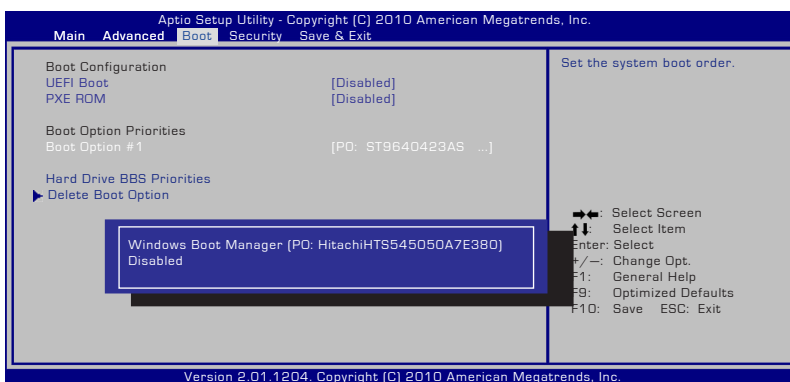 Aptio Setup Utility - Copyright (C) 2010 American Megatrends, Inc.
Main Advanced Boot Security Save & Exit
Boot Configuration
UEFI Boot [Disabled]
PXE ROM [Disabled]
Boot Option Priorities
Boot Option #1 [P0: ST9640423AS ...]
Hard Drive BBS Priorities
Delete Boot Option
Windows Boot Manager (P0: HitachiHTS545050A7E380)
Disabled
Set the system boot order.
: Select Screen
: Select Item
Enter: Select
+/—: Change Opt.
F1: General Help
F9: Optimized Defaults
F10: Save ESC: Exit
Version 2.01.1204. Copyright (C) 2010 American Megatrends, Inc.